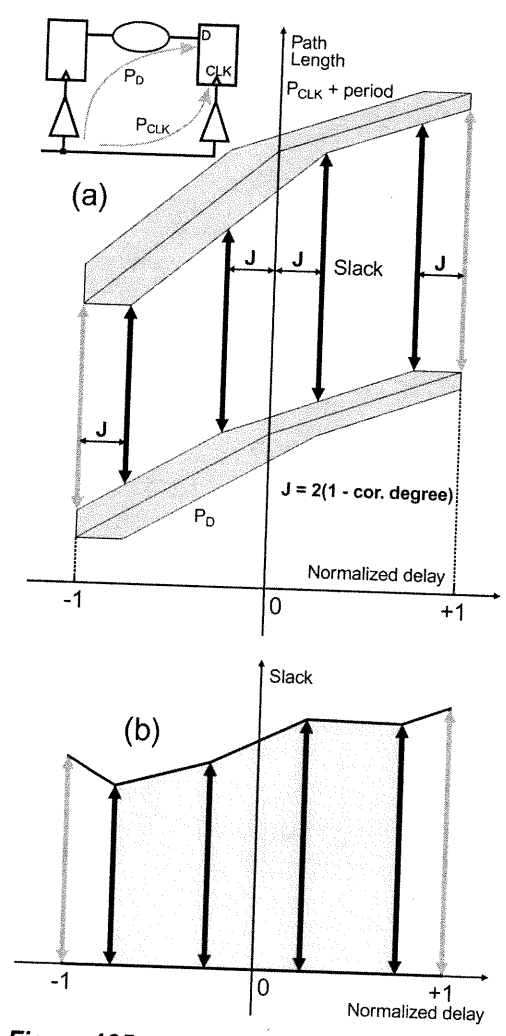 D
CLK
P_D
P_CLK
Path
Length
P_CLK + period
(a)
J
J
Slack
J
J
J = 2(1 - cor. degree)
P_D
Normalized delay
-1
0
+1
Slack
(b)
-1
0
+1
Normalized delay